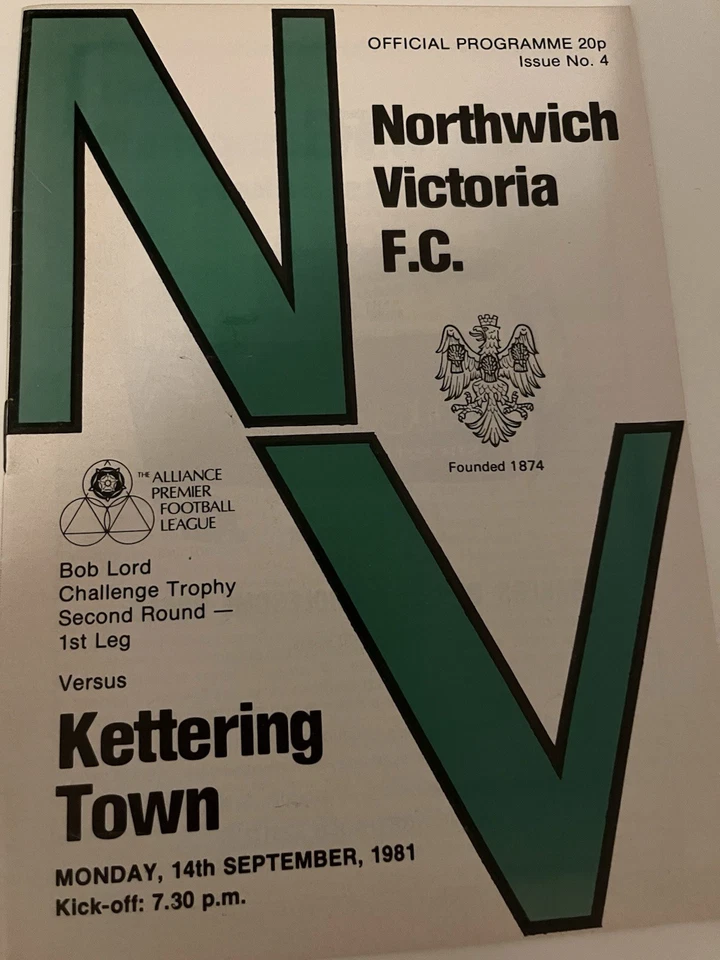 OFFICIAL PROGRAMME 20p
Issue No. 4
Northwich
Victoria
F.C.
Founded 1874
NV
THE ALLIANCE
PREMIER
FOOTBALL
LEAGUE
Bob Lord
Challenge Trophy
Second Round —
1st Leg
Versus
Kettering
Town
MONDAY, 14th SEPTEMBER, 1981
Kick-off: 7.30 p.m.